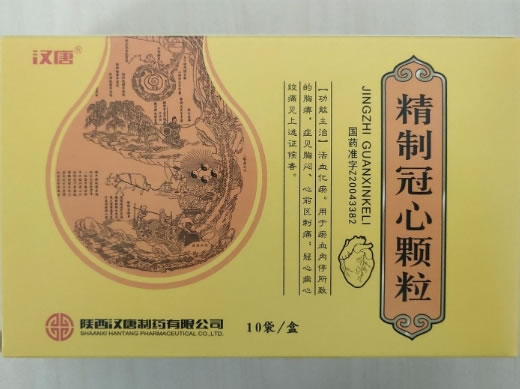 汉唐®
精制冠心颗粒
JINGZHI GUANXINKELI
国药准字Z20043382
【功能主治】活血化瘀。用于瘀血内停所致
的胸痹，症见胸闷、心前区刺痛；冠心病心
绞痛见上述证候者。
陕西汉唐制药有限公司
SHAANXI HANTANG PHARMACEUTICAL CO.,LTD.
10袋/盒